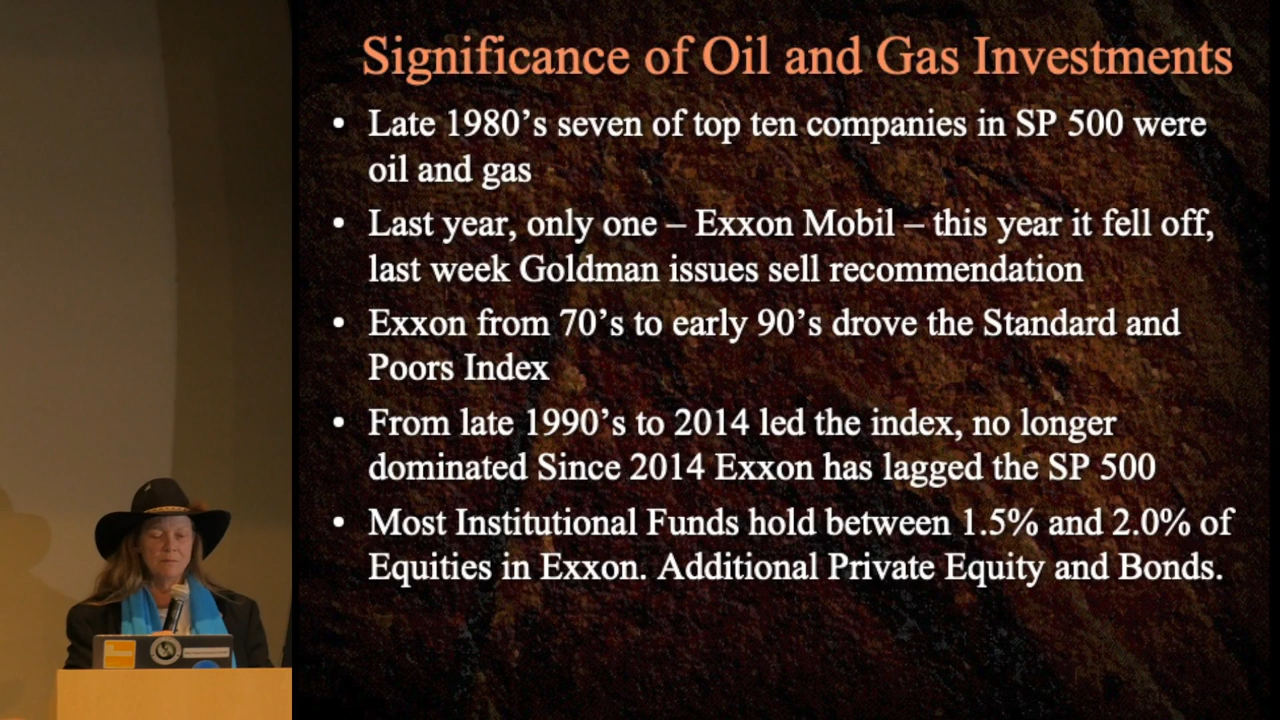 Significance of Oil and Gas Investments
• Late 1980’s seven of top ten companies in SP 500 were
oil and gas
• Last year, only one – Exxon Mobil – this year it fell off,
last week Goldman issues sell recommendation
• Exxon from 70’s to early 90’s drove the Standard and
Poors Index
• From late 1990’s to 2014 led the index, no longer
dominated Since 2014 Exxon has lagged the SP 500
• Most Institutional Funds hold between 1.5% and 2.0% of
Equities in Exxon. Additional Private Equity and Bonds.